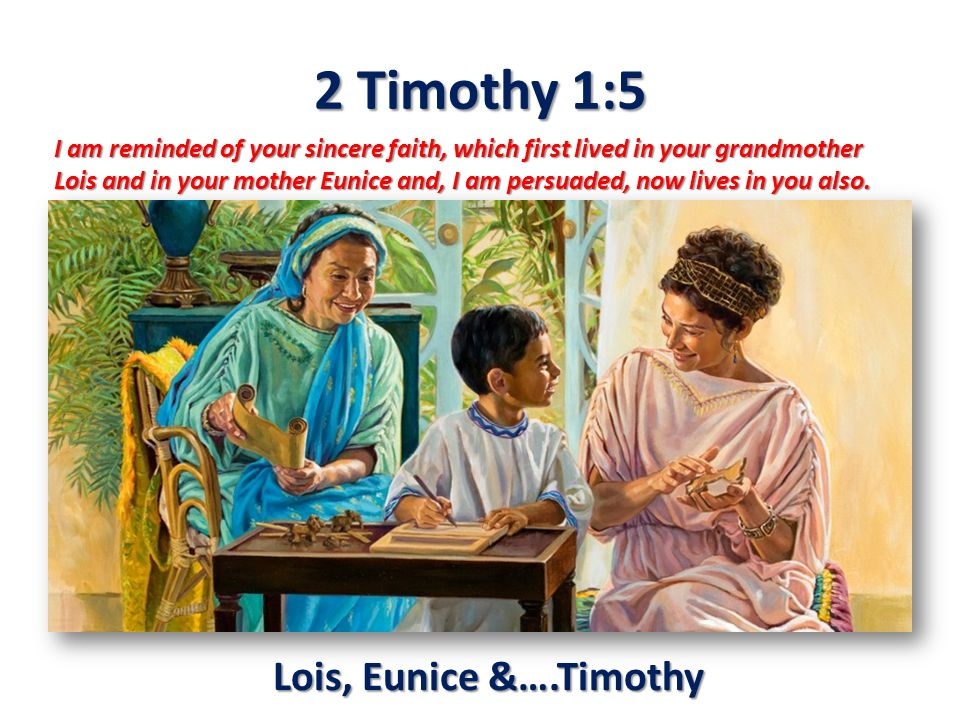 2 Timothy 1:5
I am reminded of your sincere faith, which first lived in your grandmother
Lois and in your mother Eunice and, I am persuaded, now lives in you also.
Lois, Eunice &….Timothy